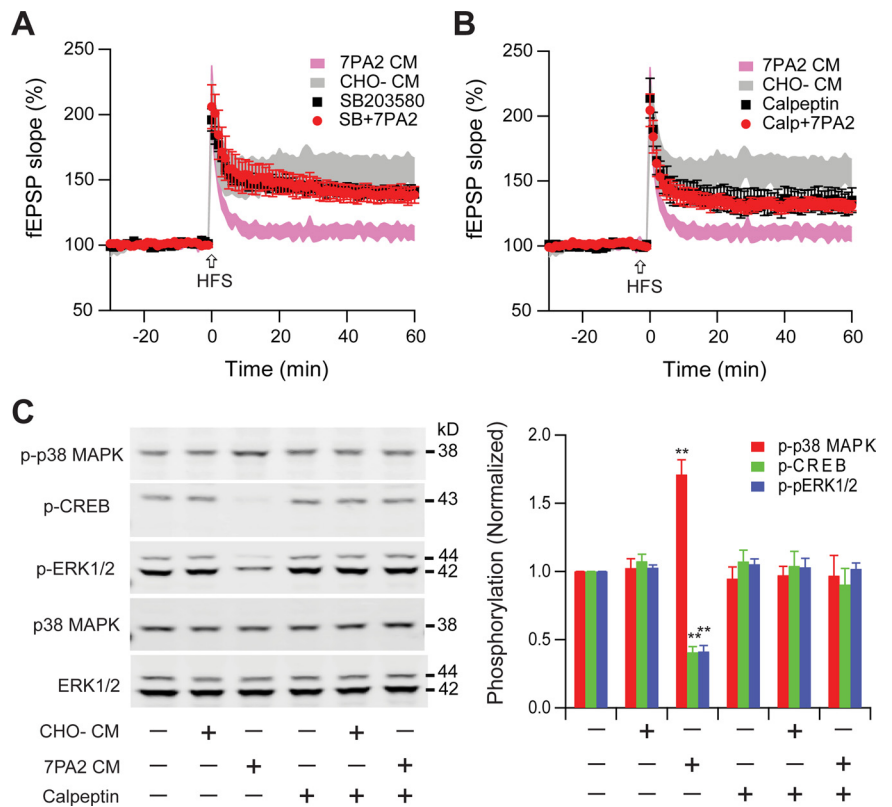 A
250
200
150
100
50
fEPSP slope (%)
7PA2 CM
CHO- CM
SB203580
SB+7PA2
HFS
-20 0 20 40 60
Time (min)
B
250
200
150
100
50
fEPSP slope (%)
7PA2 CM
CHO- CM
Calpeptin
Calp+7PA2
HFS
-20 0 20 40 60
Time (min)
C
kD
p-p38 MAPK 38
p-CREB 43
p-ERK1/2 44
42
p38 MAPK 38
ERK1/2 44
42
CHO- CM — + — — + —
7PA2 CM — — + — — +
Calpeptin — — — + + +
Phosphorylation (Normalized)
2.0
1.5
1.0
0.5
0.0
p-p38 MAPK
p-CREB
p-pERK1/2
**
** **
— + — — + —
— — + — — +
— — — + + +